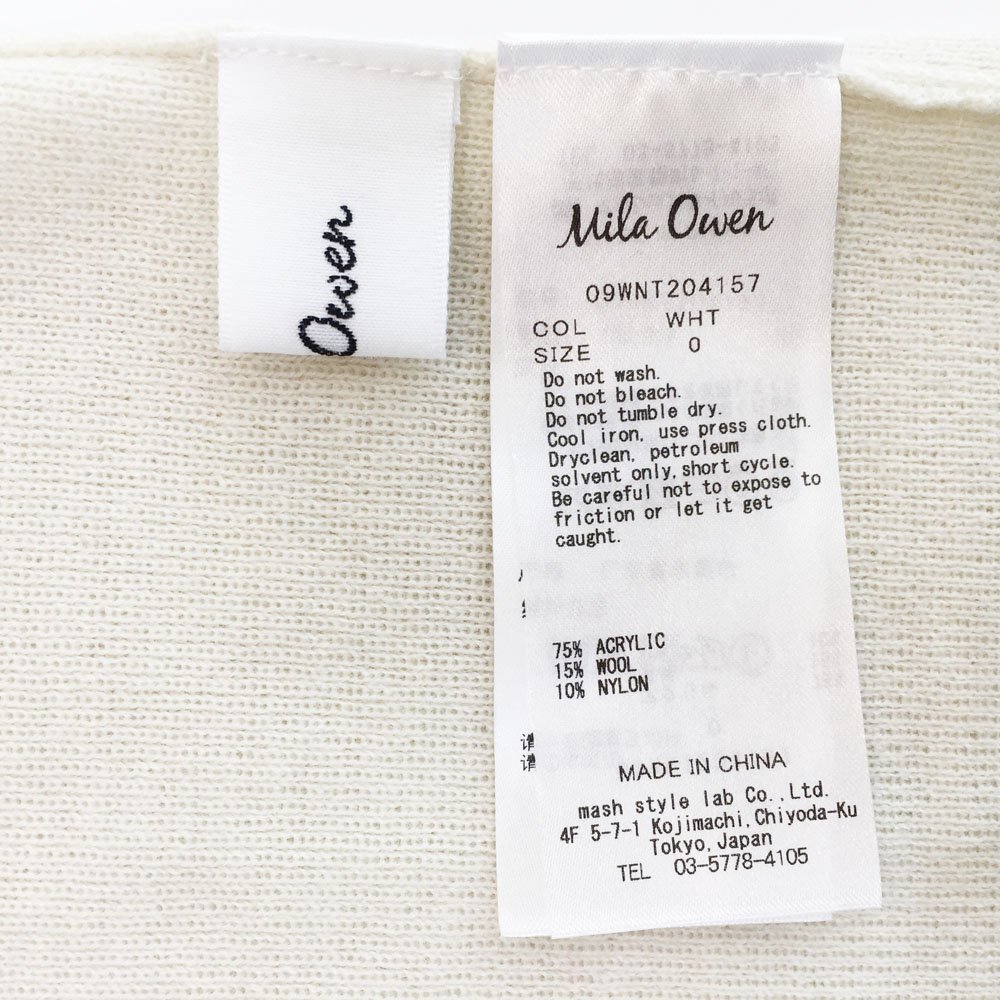 Owen
Mila Owen
09WNT204157
COL WHT
SIZE 0
Do not wash.
Do not bleach.
Do not tumble dry.
Cool iron, use press cloth.
Dryclean, petroleum
solvent only, short cycle.
Be careful not to expose to
friction or let it get
caught.
75% ACRYLIC
15% WOOL
10% NYLON
MADE IN CHINA
mash style lab Co.,Ltd.
4F 5-7-1 Kojimachi,Chiyoda-Ku
Tokyo,Japan
TEL 03-5778-4105